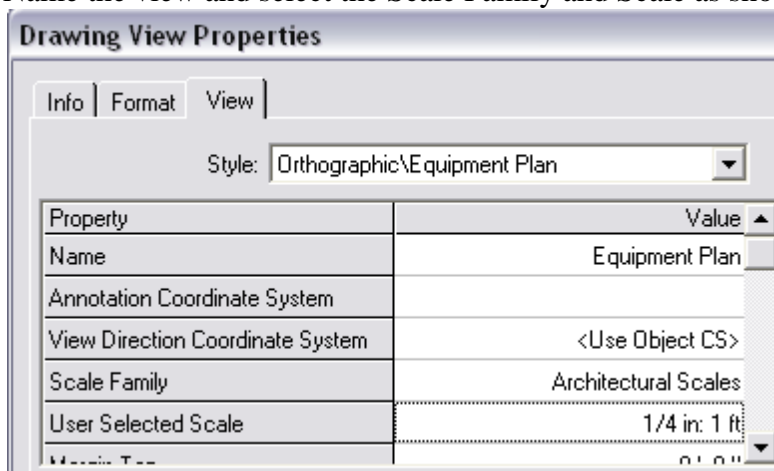 Drawing View Properties
Info Format View
Style: Orthographic\Equipment Plan
Property Value
Name Equipment Plan
Annotation Coordinate System
View Direction Coordinate System <Use Object CS>
Scale Family Architectural Scales
User Selected Scale 1/4 in: 1 ft